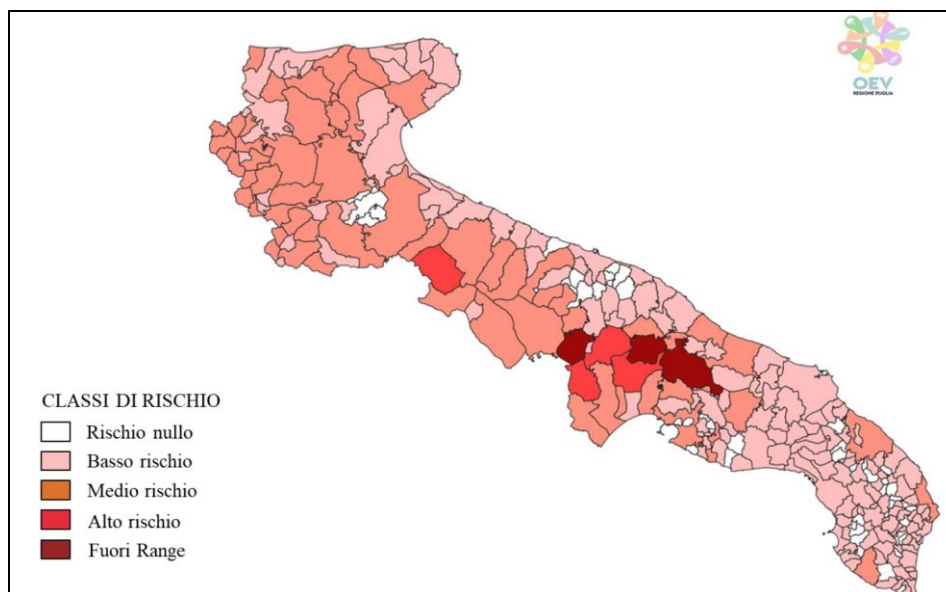 OEV
REGIONE PUGLIA
CLASSI DI RISCHIO
Rischio nullo
Basso rischio
Medio rischio
Alto rischio
Fuori Range